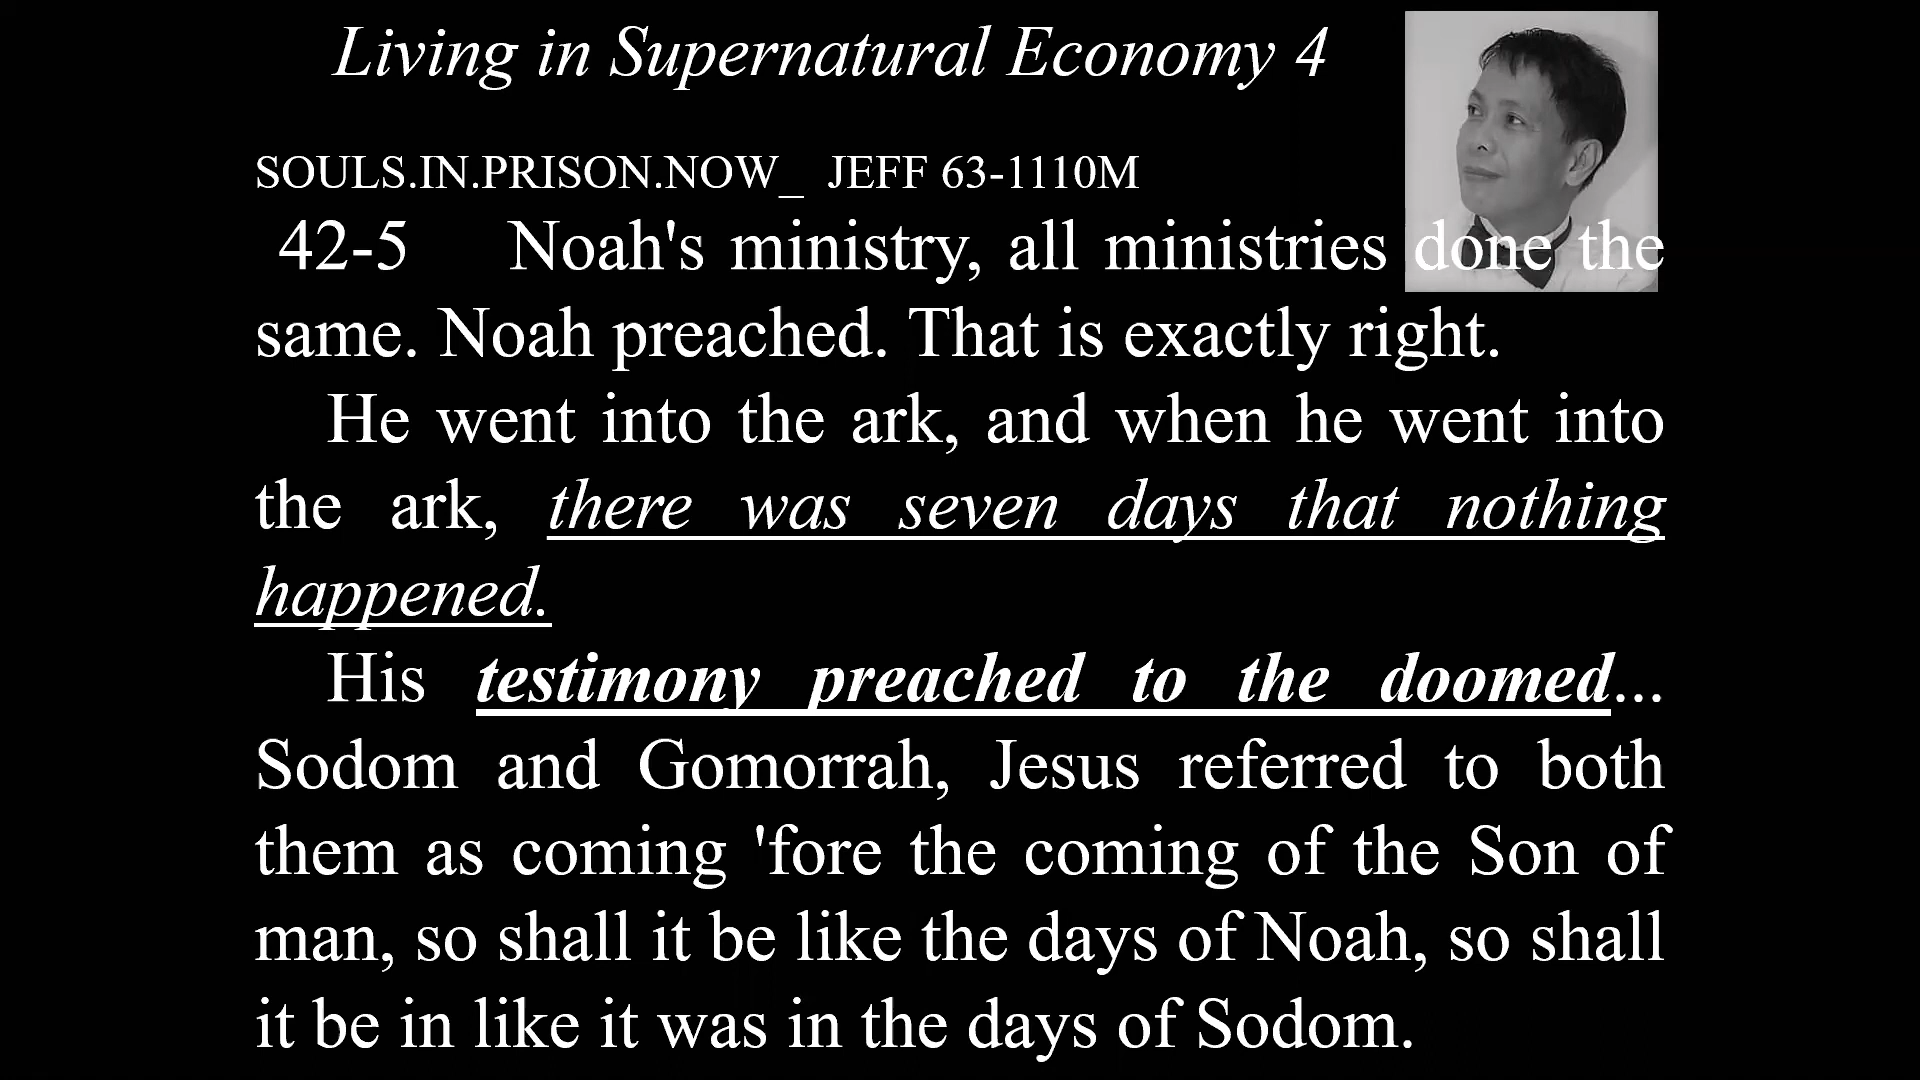 Living in Supernatural Economy 4
SOULS.IN.PRISON.NOW_ JEFF 63-1110M
42-5 Noah's ministry, all ministries done the
same. Noah preached. That is exactly right.
He went into the ark, and when he went into
the ark, there was seven days that nothing
happened.
His testimony preached to the doomed...
Sodom and Gomorrah, Jesus referred to both
them as coming 'fore the coming of the Son of
man, so shall it be like the days of Noah, so shall
it be in like it was in the days of Sodom.